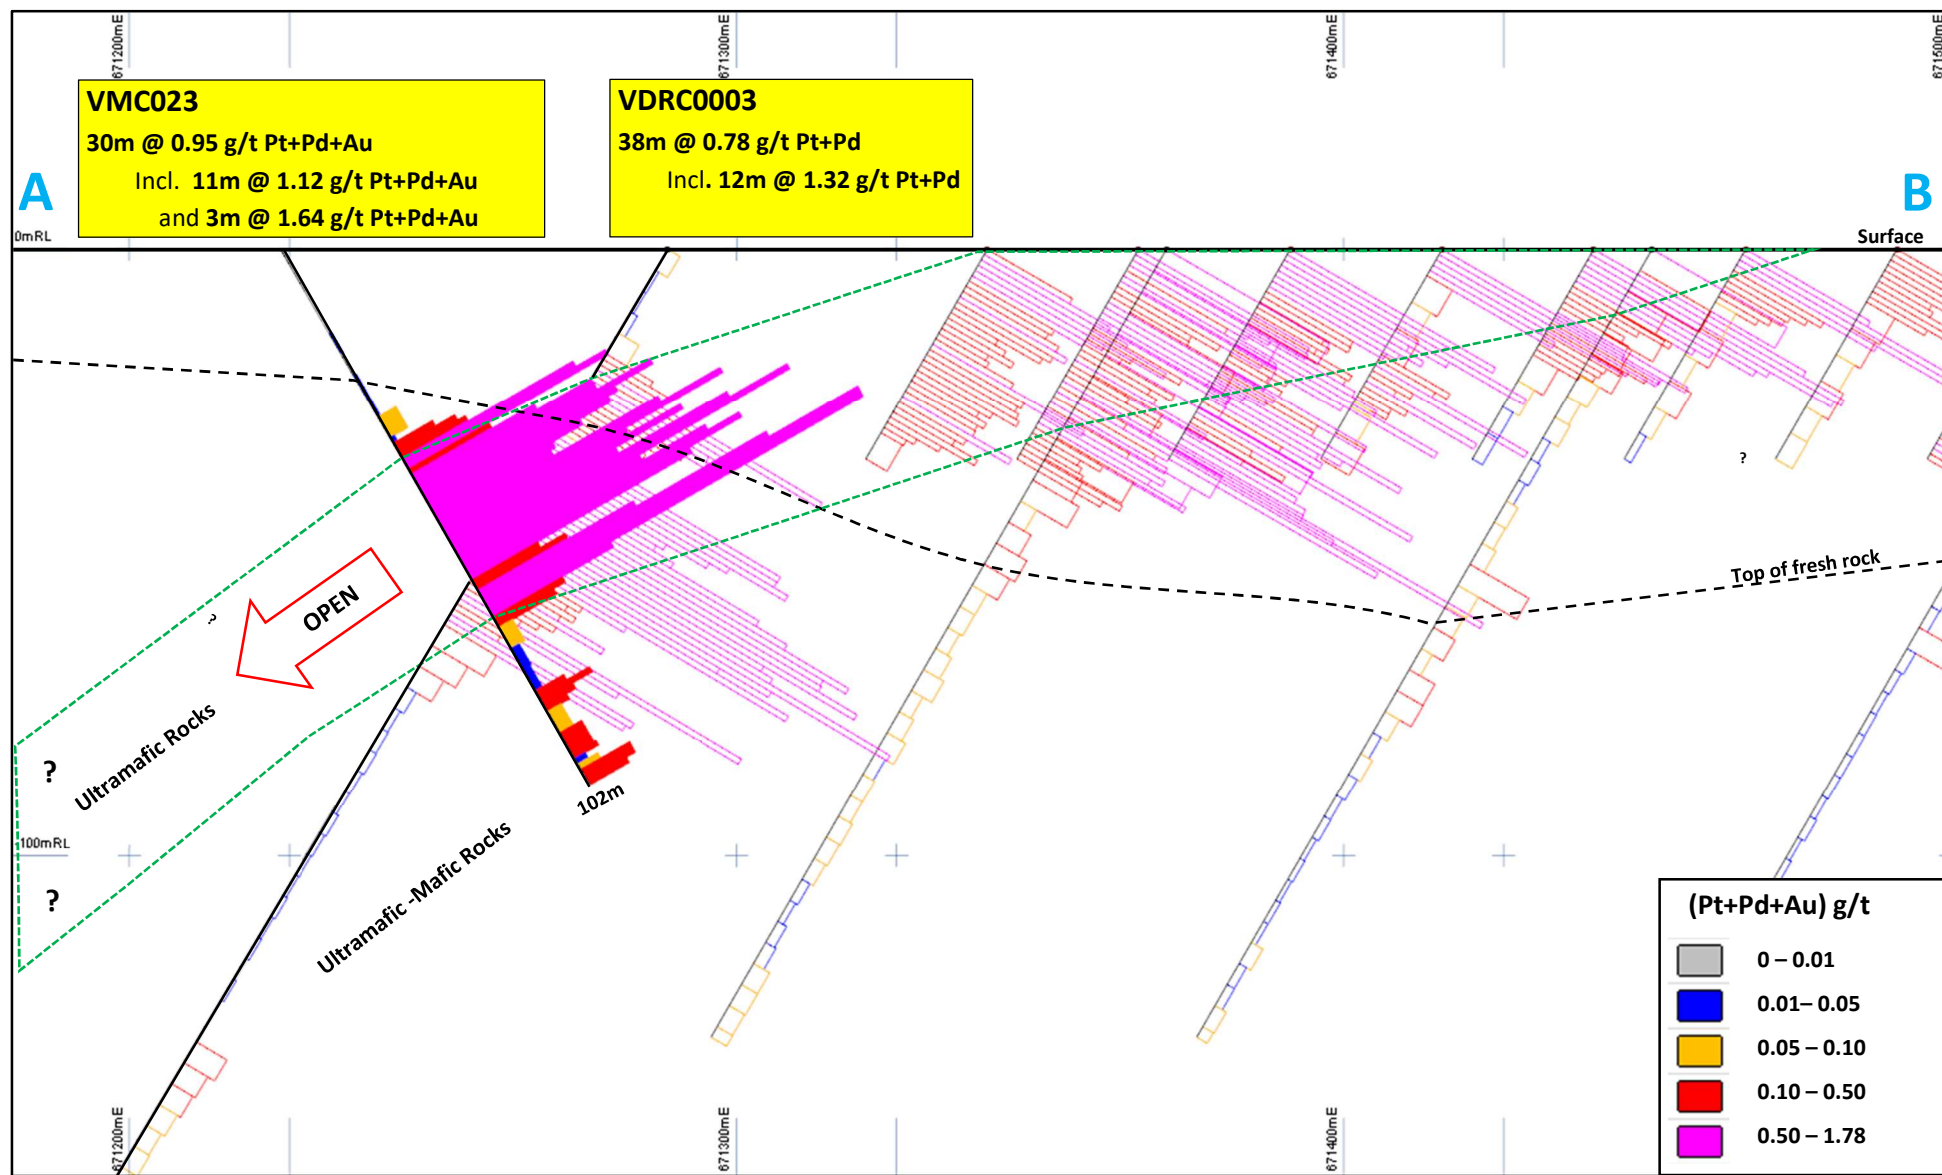 671200mE
671300mE
671400mE
671500mE
VMC023
30m @ 0.95 g/t Pt+Pd+Au
Incl. 11m @ 1.12 g/t Pt+Pd+Au
and 3m @ 1.64 g/t Pt+Pd+Au
VDRC0003
38m @ 0.78 g/t Pt+Pd
Incl. 12m @ 1.32 g/t Pt+Pd
A
B
0mRL
Surface
?
Top of fresh rock
OPEN
?
?
Ultramafic Rocks
102m
-100mRL
Ultramafic -Mafic Rocks
?
(Pt+Pd+Au) g/t
0 – 0.01
0.01– 0.05
0.05 – 0.10
0.10 – 0.50
0.50 – 1.78
671200mE
671300mE
671400mE